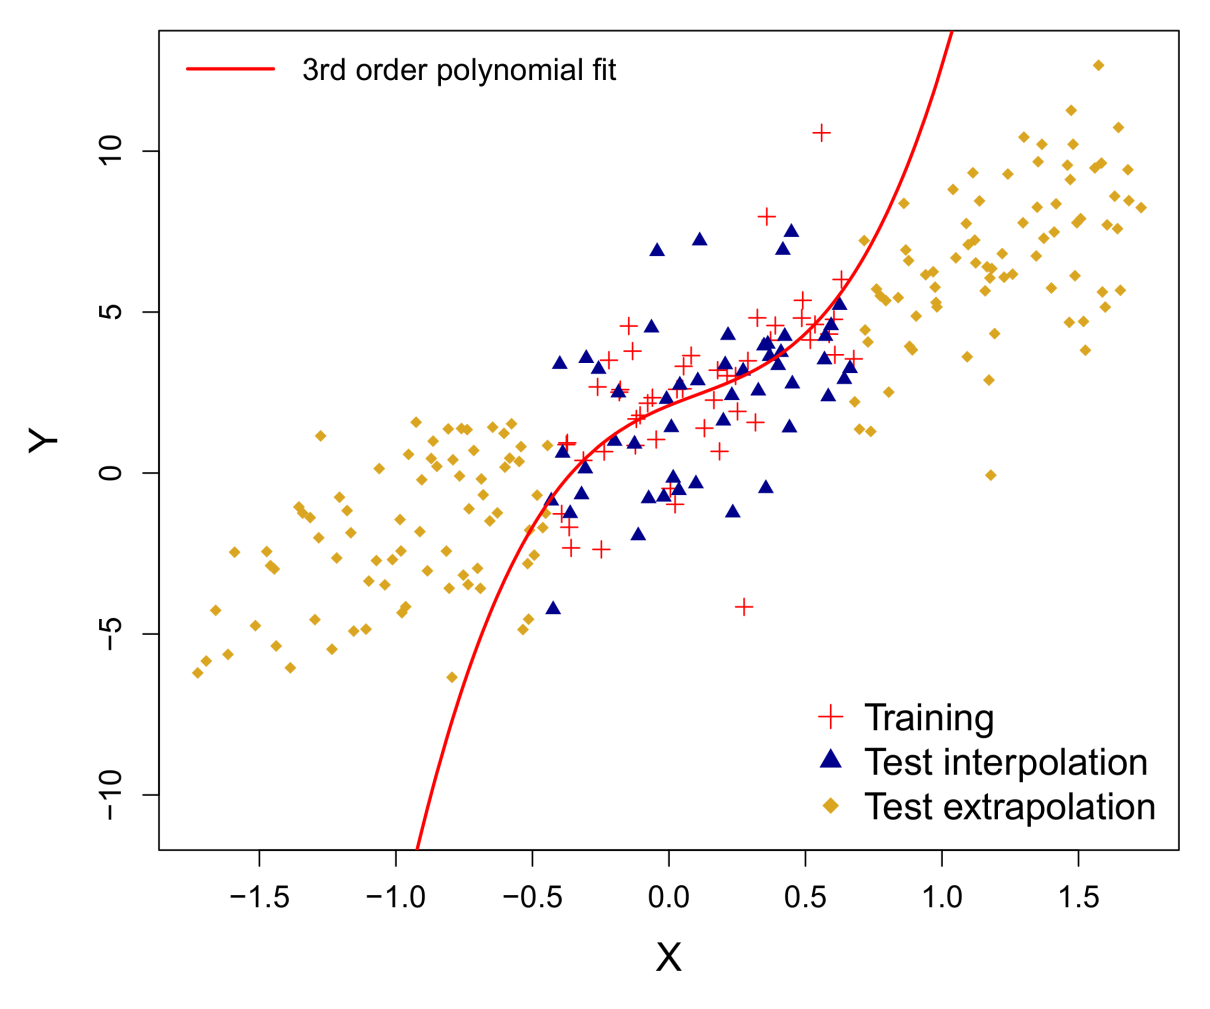 3rd order polynomial fit
10
5
0
−5
−10
Y
Training
Test interpolation
Test extrapolation
−1.5 −1.0 −0.5 0.0 0.5 1.0 1.5
X